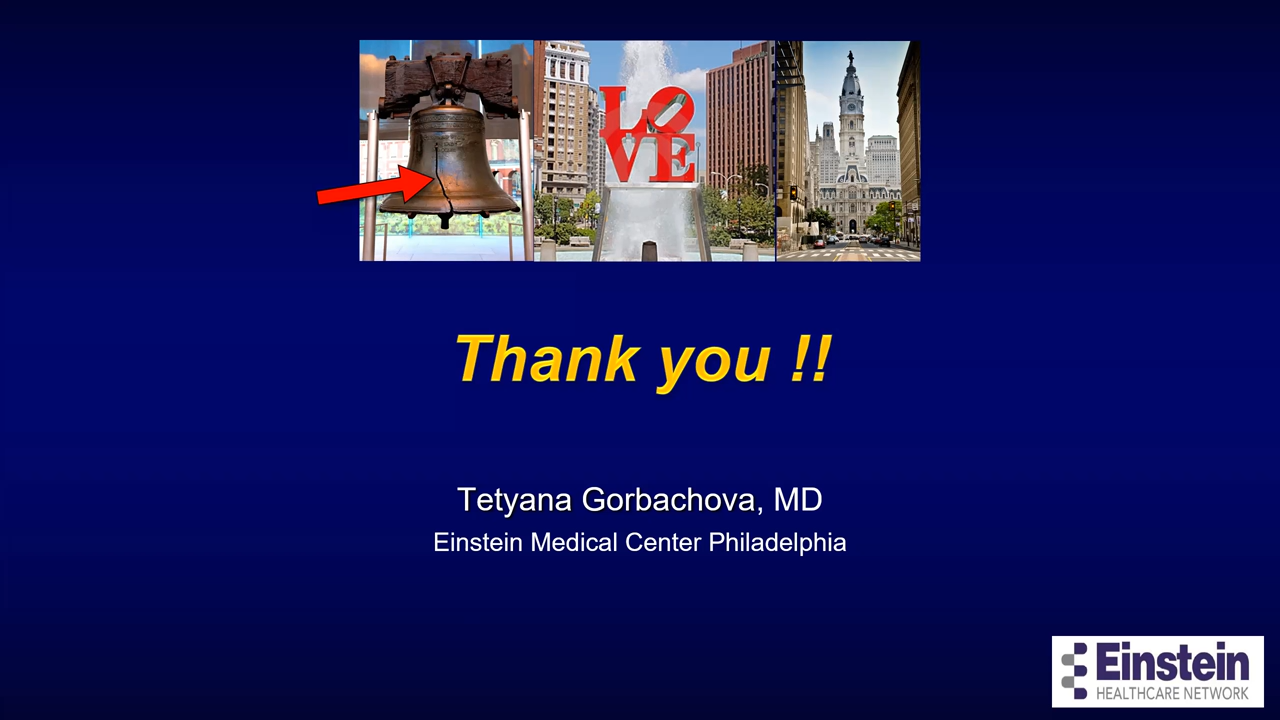 LOVE
Thank you !!
Tetyana Gorbachova, MD
Einstein Medical Center Philadelphia
Einstein
HEALTHCARE NETWORK